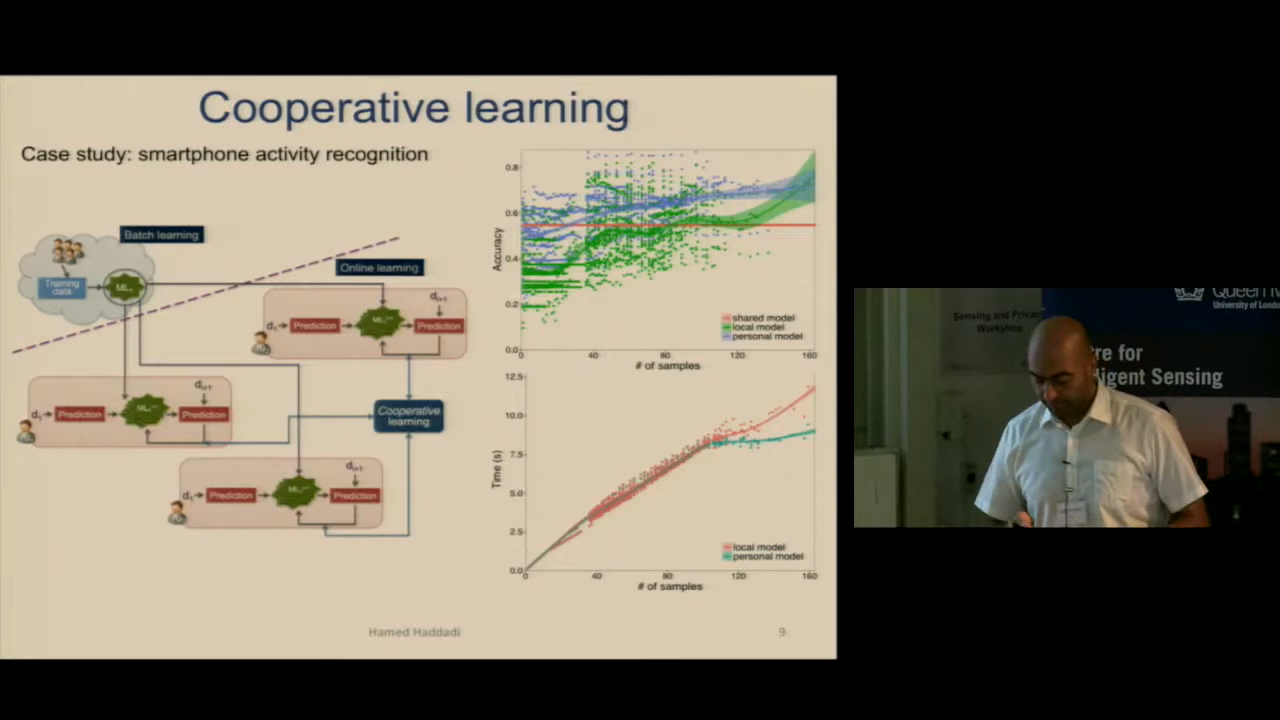 Cooperative learning
Case study: smartphone activity recognition
Batch learning
Training
data
Online learning
Prediction
Prediction
Prediction
Prediction
Cooperative
learning
Prediction
Prediction
Accuracy
0.8
0.6
0.4
0.2
0.0
0
40
80
120
160
# of samples
shared model
local model
personal model
Time (s)
12.5
10.0
7.5
5.0
2.5
0.0
0
40
80
120
160
# of samples
local model
personal model
Hamed Haddadi
9
University of Londo
Sensing and Privac
Workshop
re for
ligent Sensing